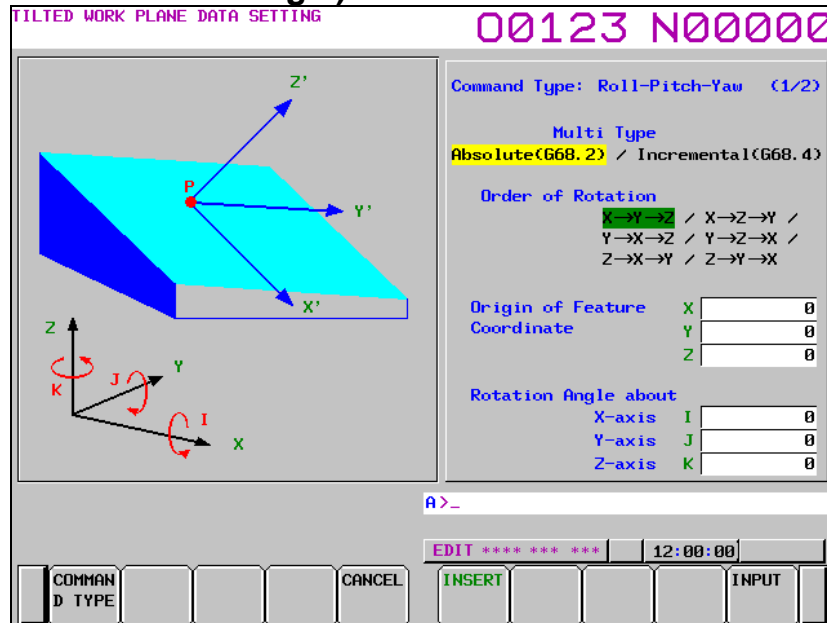 TILTED WORK PLANE DATA SETTING
O0123 N00000
Z'
P
Y'
X'
Z
Y
K
J
I
X
Command Type: Roll-Pitch-Yaw (1/2)
Multi Type
Absolute(G68.2) / Incremental(G68.4)
Order of Rotation
X→Y→Z / X→Z→Y /
Y→X→Z / Y→Z→X /
Z→X→Y / Z→Y→X
Origin of Feature X 0
Coordinate Y 0
Z 0
Rotation Angle about
X-axis I 0
Y-axis J 0
Z-axis K 0
A>_
EDIT **** *** *** 12:00:00
COMMAN
D TYPE
CANCEL
INSERT
INPUT